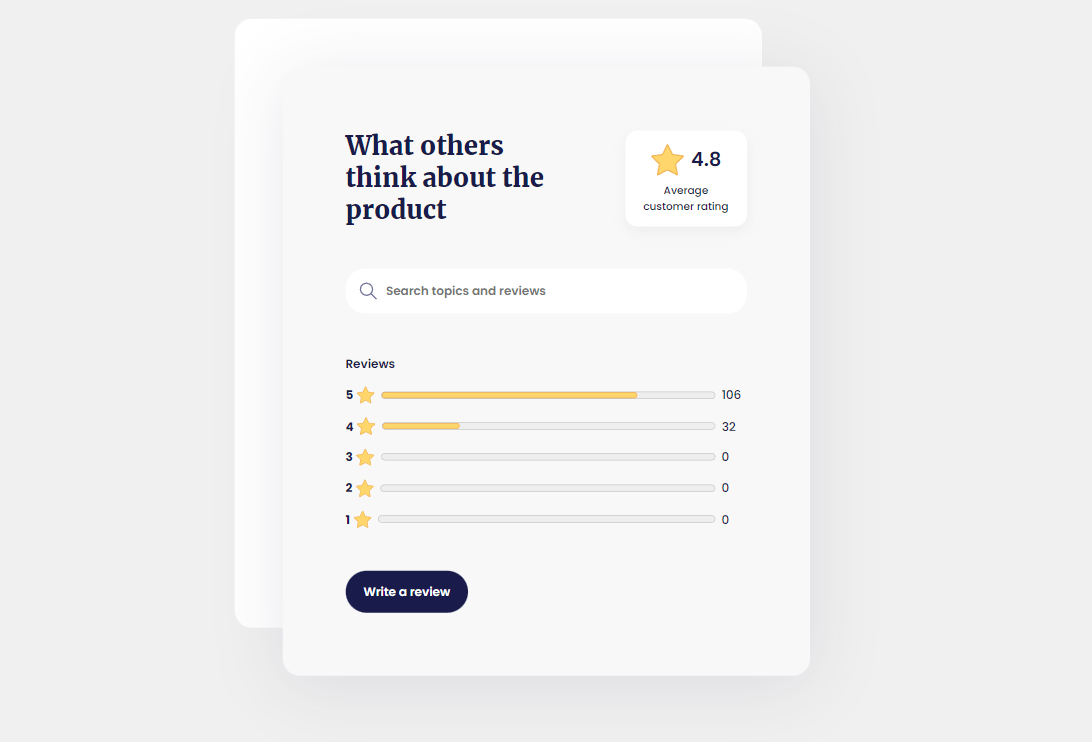 What others
think about the
product
4.8
Average
customer rating
Search topics and reviews
Reviews
5 106
4 32
3 0
2 0
1 0
Write a review